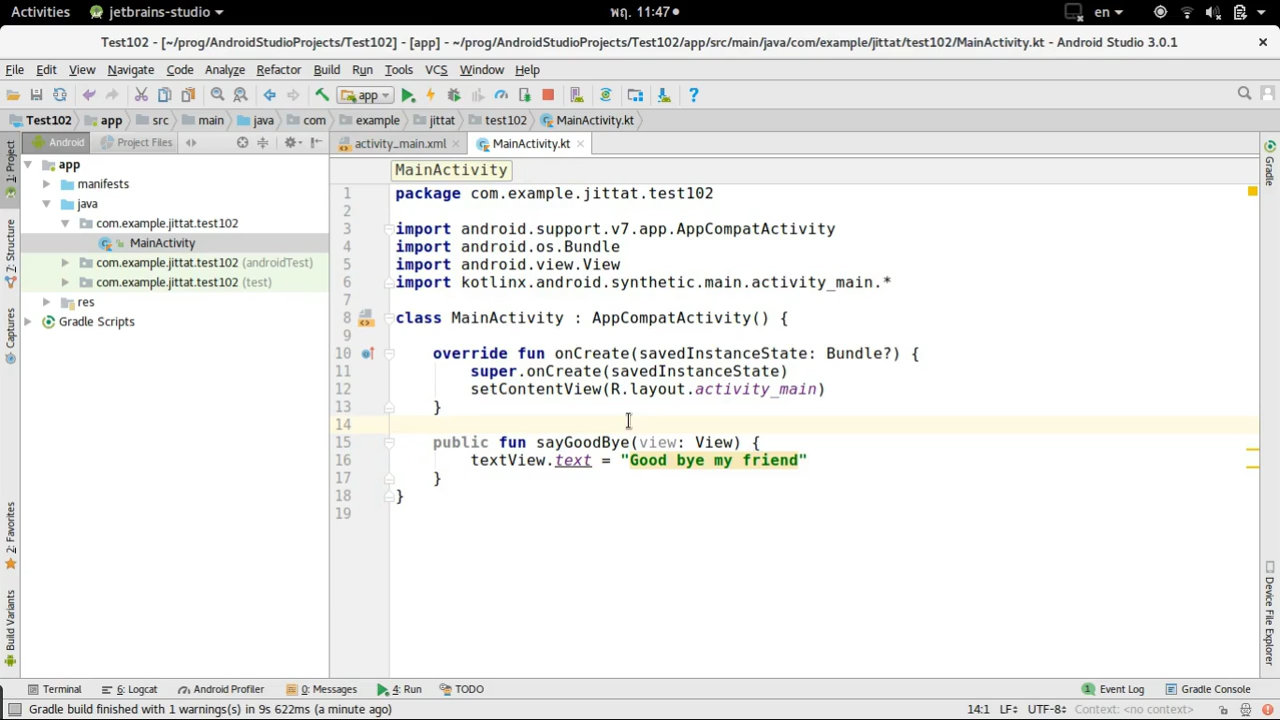 Activities jetbrains-studio พฤ. 11:47 en
Test102 - [~/prog/AndroidStudioProjects/Test102] - [app] - ~/prog/AndroidStudioProjects/Test102/app/src/main/java/com/example/jittat/test102/MainActivity.kt - Android Studio 3.0.1
File Edit View Navigate Code Analyze Refactor Build Run Tools VCS Window Help
app
Test102 app src main java com example jittat test102 MainActivity.kt
Android Project Files
activity_main.xml MainActivity.kt
1: Project
Z: Structure
Captures
2: Favorites
Build Variants
app
manifests
java
com.example.jittat.test102
MainActivity
com.example.jittat.test102 (androidTest)
com.example.jittat.test102 (test)
res
Gradle Scripts
MainActivity
1 package com.example.jittat.test102
2
3 import android.support.v7.app.AppCompatActivity
4 import android.os.Bundle
5 import android.view.View
6 import kotlinx.android.synthetic.main.activity_main.*
7
8 class MainActivity : AppCompatActivity() {
9
10 override fun onCreate(savedInstanceState: Bundle?) {
11 super.onCreate(savedInstanceState)
12 setContentView(R.layout.activity_main)
13 }
14
15 public fun sayGoodBye(view: View) {
16 textView.text = "Good bye my friend"
17 }
18 }
19
Gradle
Device File Explorer
Terminal 6: Logcat Android Profiler 0: Messages 4: Run TODO 1 Event Log Gradle Console
Gradle build finished with 1 warnings(s) in 9s 622ms (a minute ago) 14:1 LF÷ UTF-8÷ Context: <no context>